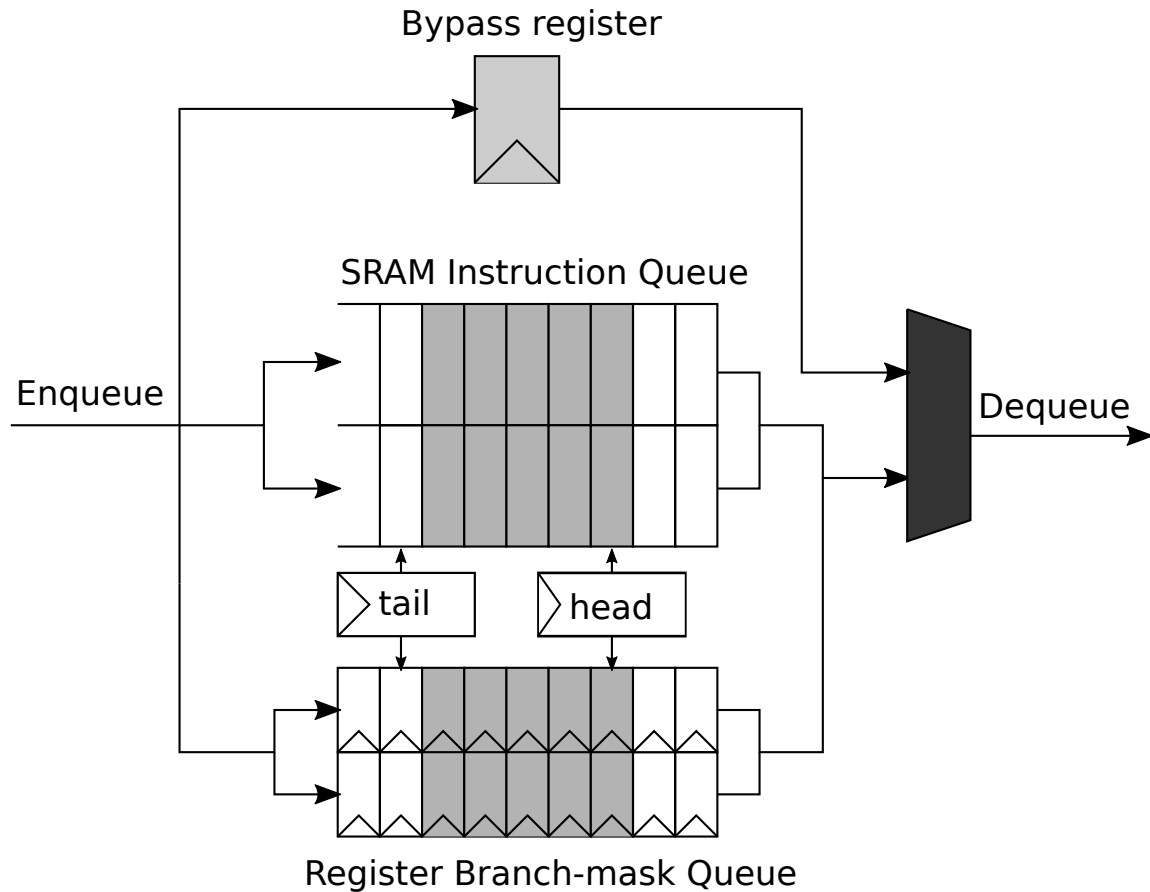 Bypass register
SRAM Instruction Queue
Enqueue
Dequeue
tail
head
Register Branch-mask Queue